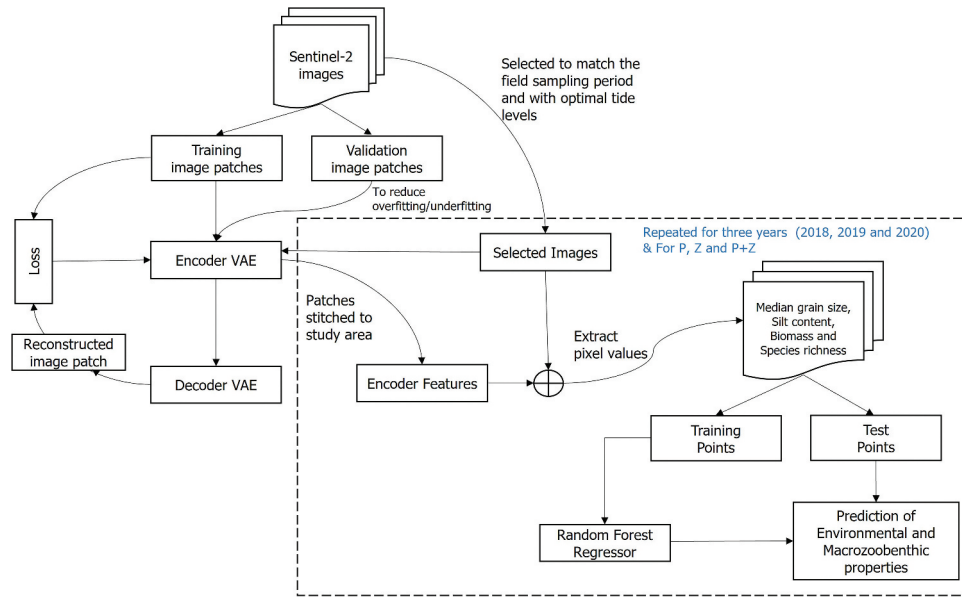 Sentinel-2
images
Selected to match the
field sampling period
and with optimal tide
levels
Training
image patches
Validation
image patches
To reduce
overfitting/underfitting
Repeated for three years (2018, 2019 and 2020)
& For P, Z and P+Z
Loss
Encoder VAE
Selected Images
Patches
stitched to
study area
Extract
pixel values
Median grain size,
Silt content,
Biomass and
Species richness
Reconstructed
image patch
Decoder VAE
Encoder Features
Training
Points
Test
Points
Random Forest
Regressor
Prediction of
Environmental and
Macrozoobenthic
properties